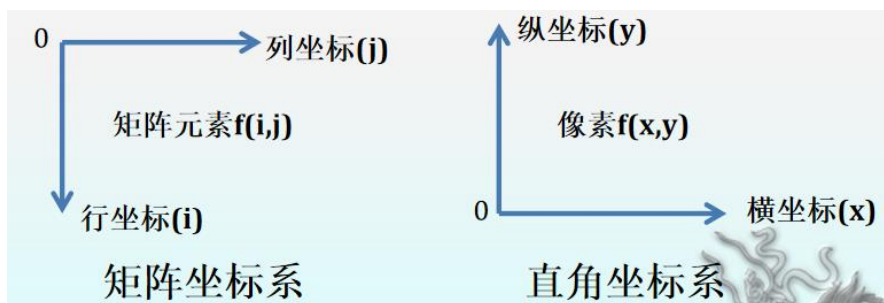 0
列坐标(j)
矩阵元素f(i,j)
行坐标(i)
矩阵坐标系
纵坐标(y)
像素f(x,y)
0
横坐标(x)
直角坐标系